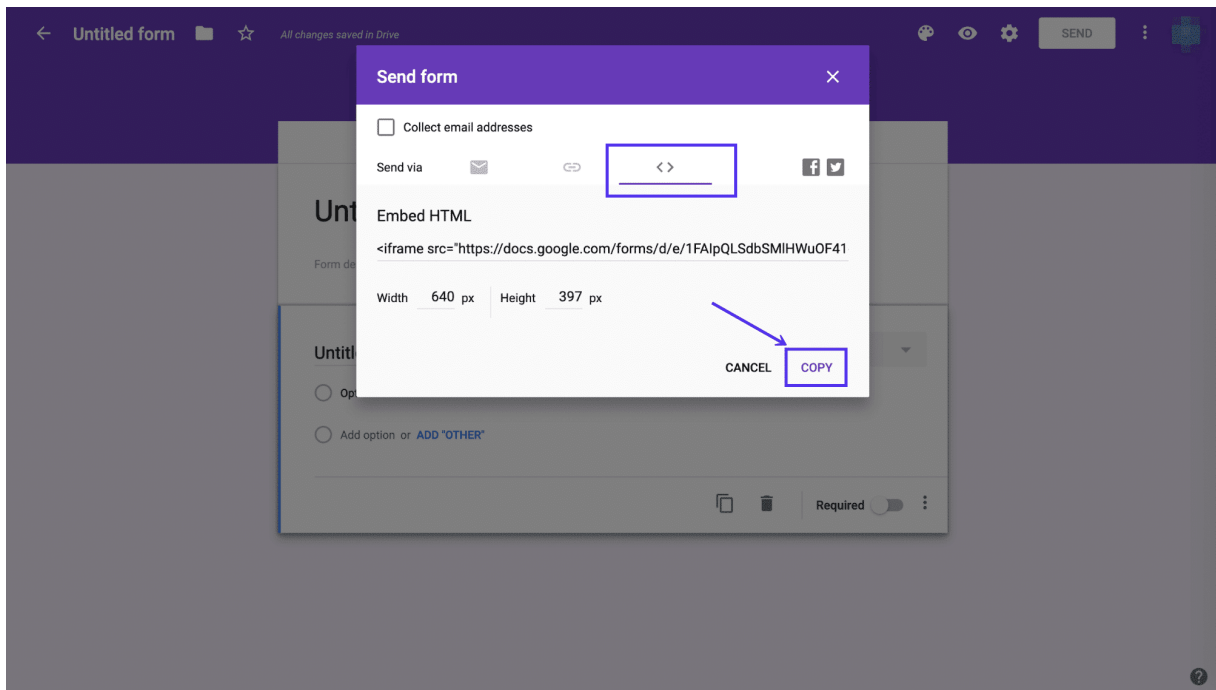 Untitled form
All changes saved in Drive
SEND
Send form
Collect email addresses
Send via
Embed HTML
<iframe src="https://docs.google.com/forms/d/e/1FAIpQLSdbSMlHWuOF41
Width 640 px Height 397 px
CANCEL COPY
Add option or ADD "OTHER"
Required